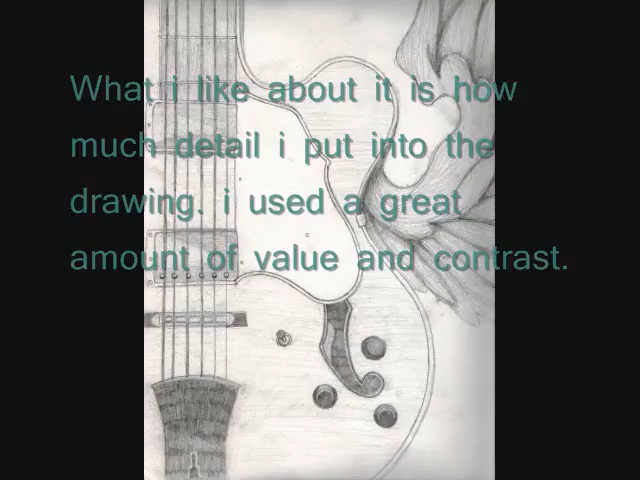 What i like about it is how
much detail i put into the
drawing. i used a great
amount of value and contrast.